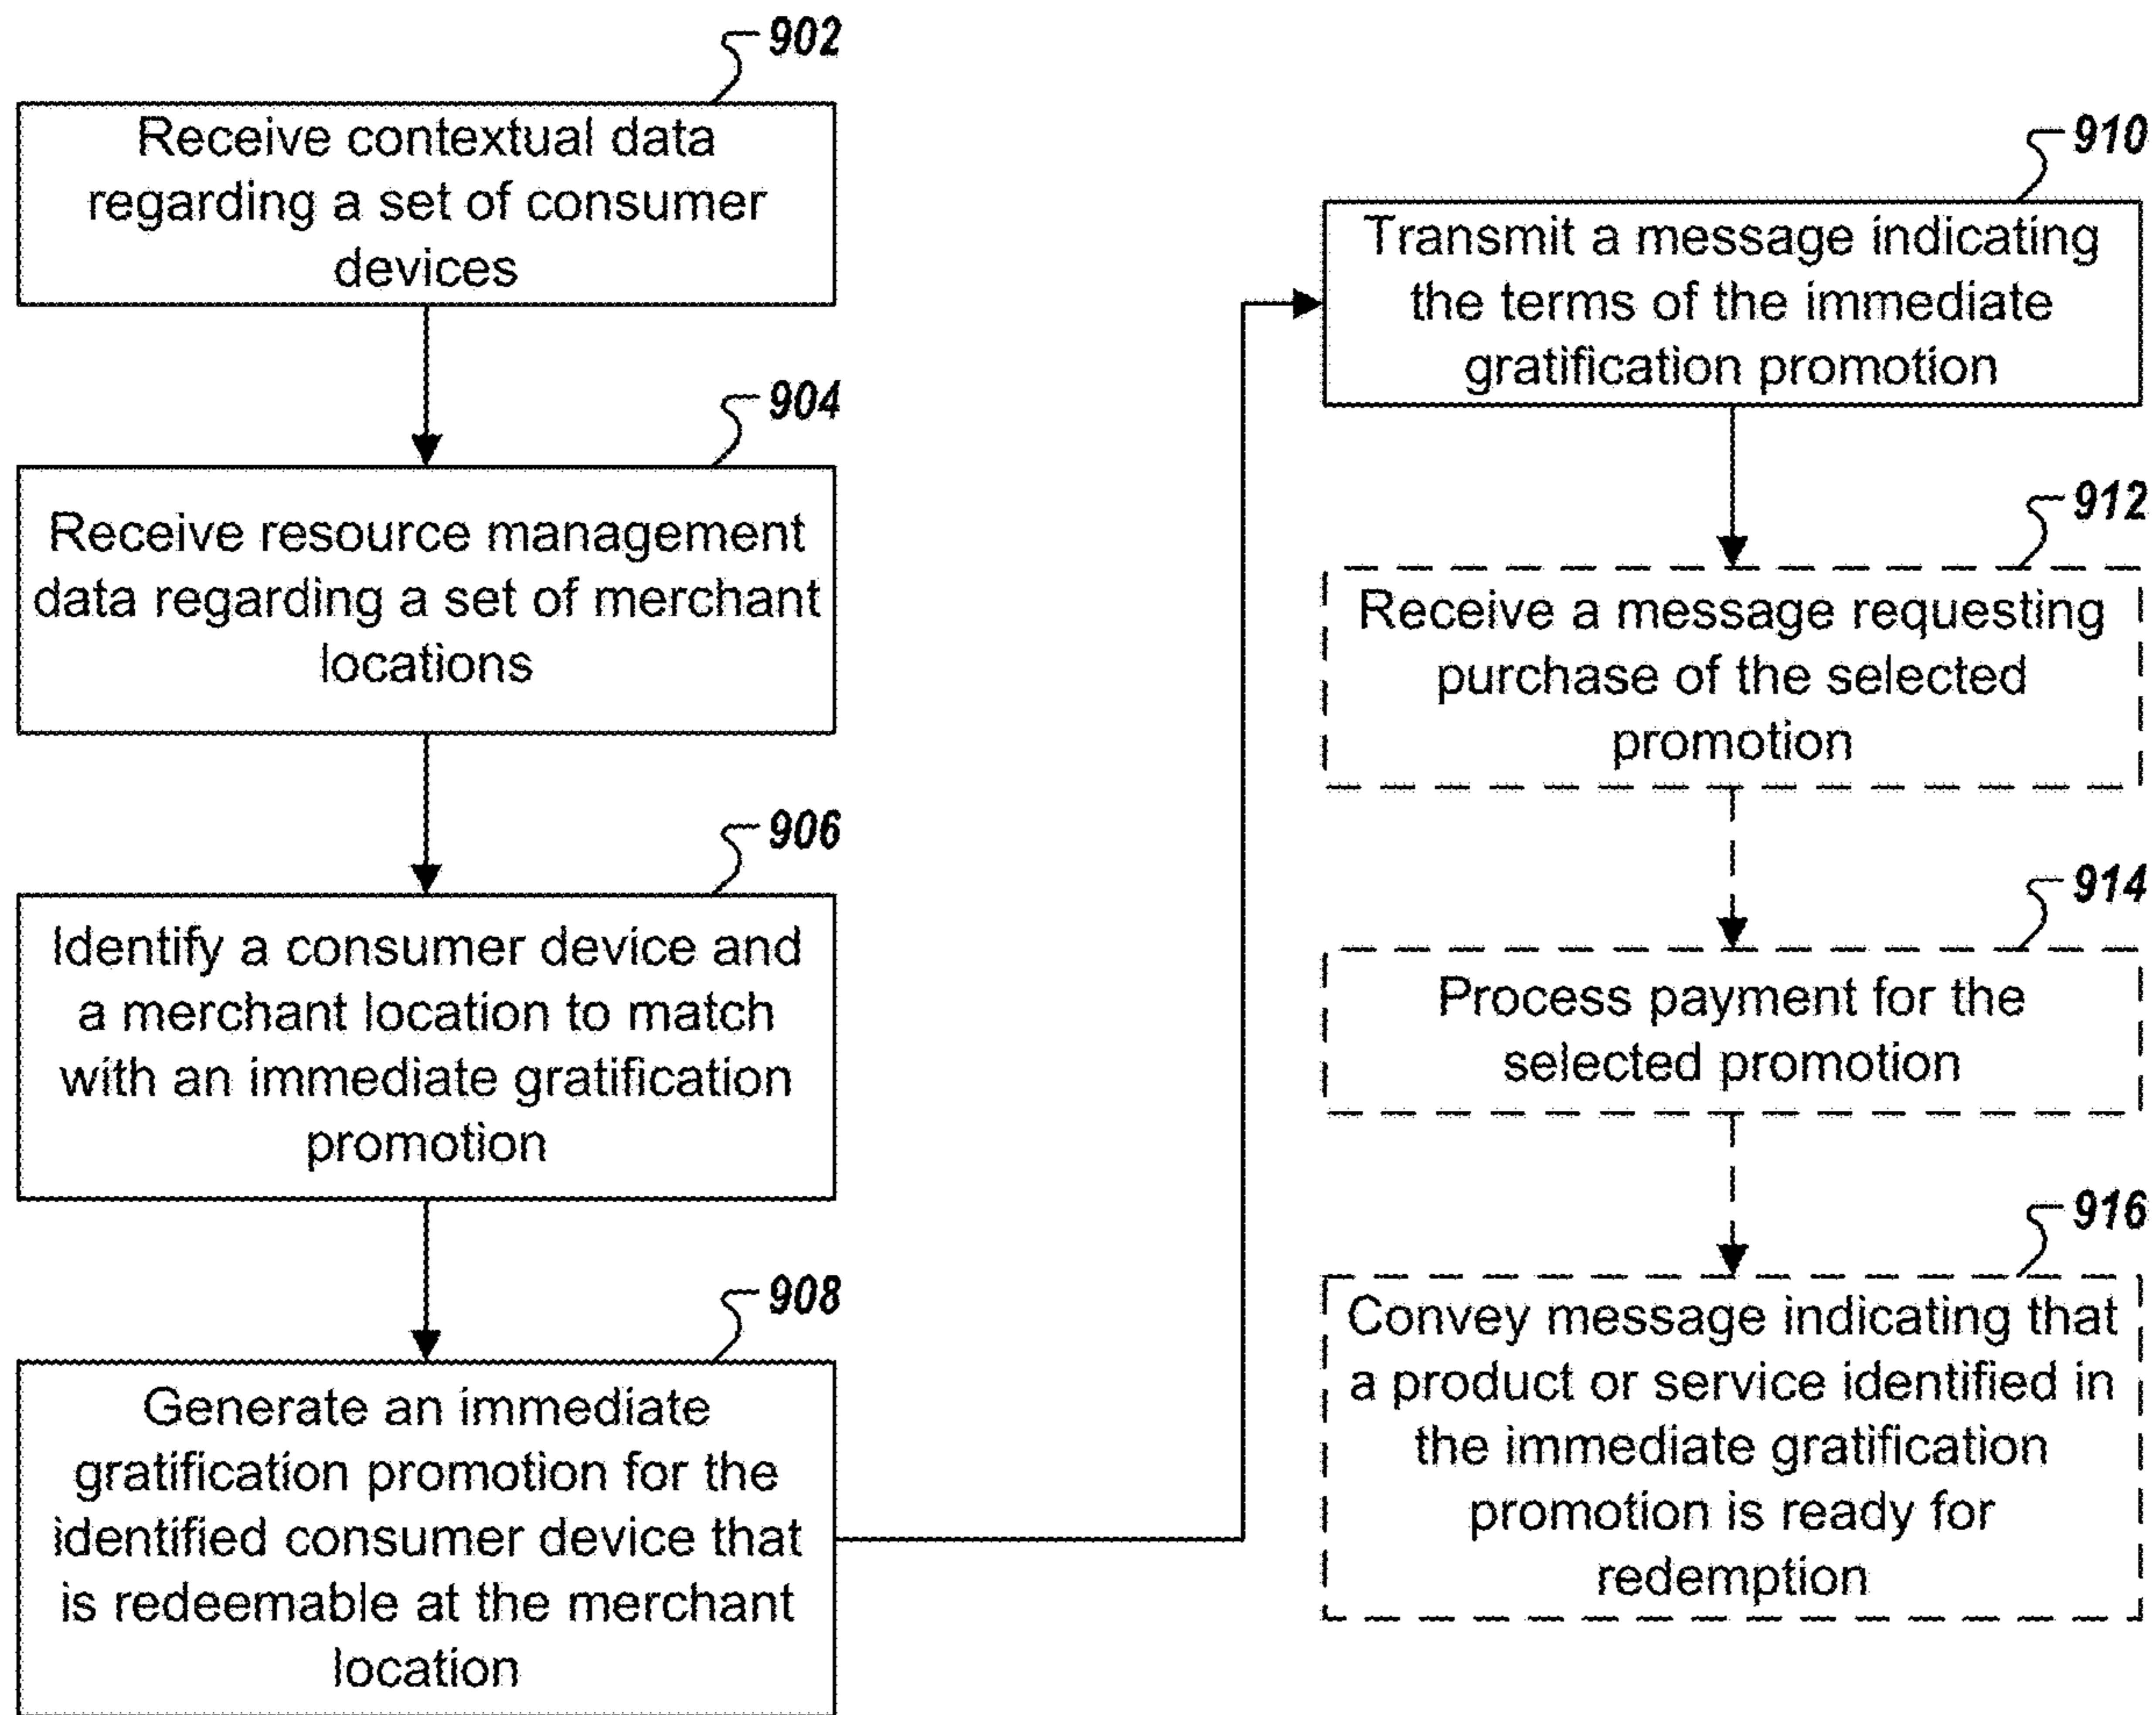 902
Receive contextual data
regarding a set of consumer
devices
904
Receive resource management
data regarding a set of merchant
locations
906
Identify a consumer device and
a merchant location to match
with an immediate gratification
promotion
908
Generate an immediate
gratification promotion for the
identified consumer device that
is redeemable at the merchant
location
910
Transmit a message indicating
the terms of the immediate
gratification promotion
912
Receive a message requesting
purchase of the selected
promotion
914
Process payment for the
selected promotion
916
Convey message indicating that
a product or service identified in
the immediate gratification
promotion is ready for
redemption